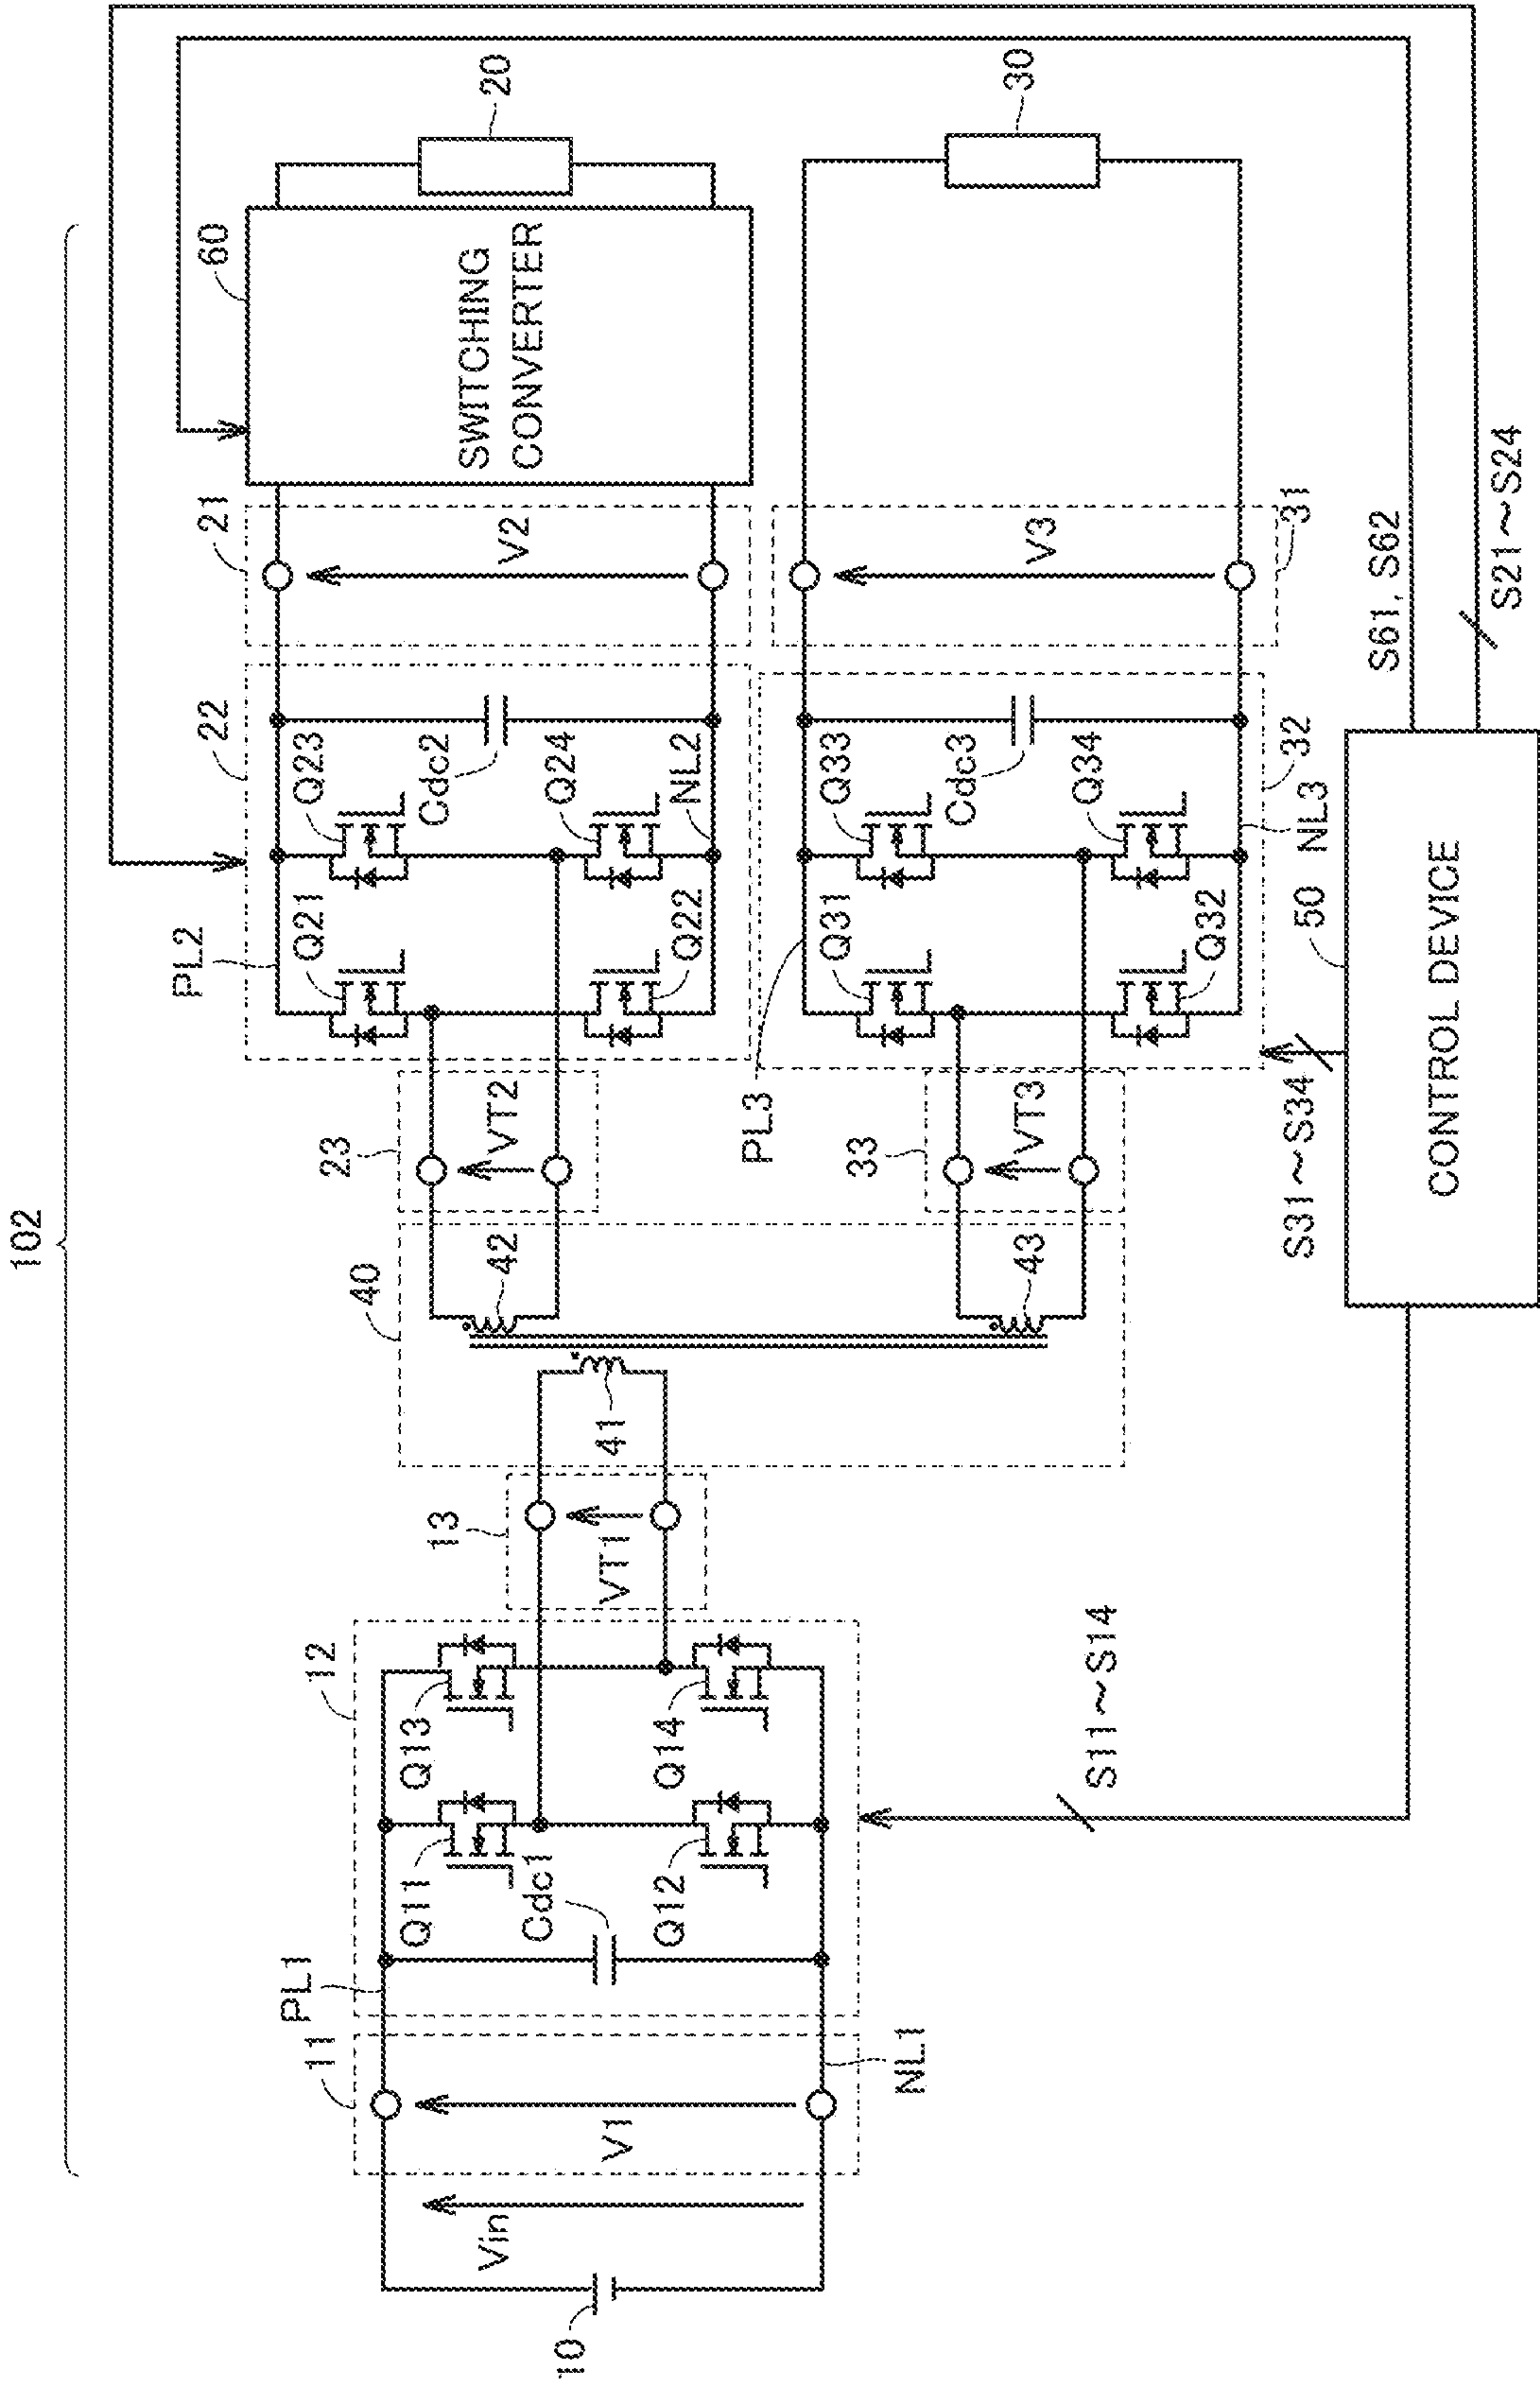 102
10
Vin
11
V1
PL1
NL1
12
Q11
Q13
Cdc1
Q12
Q14
13
VT1
40
41
42
43
23
VT2
33
VT3
PL2
22
Q21
Q23
Cdc2
Q22
Q24
NL2
21
V2
60
SWITCHING
CONVERTER
20
PL3
Q31
Q33
Cdc3
Q32
Q34
NL3
32
V3
31
30
S11~S14
S31~S34
50
CONTROL DEVICE
S61, S62
S21~S24